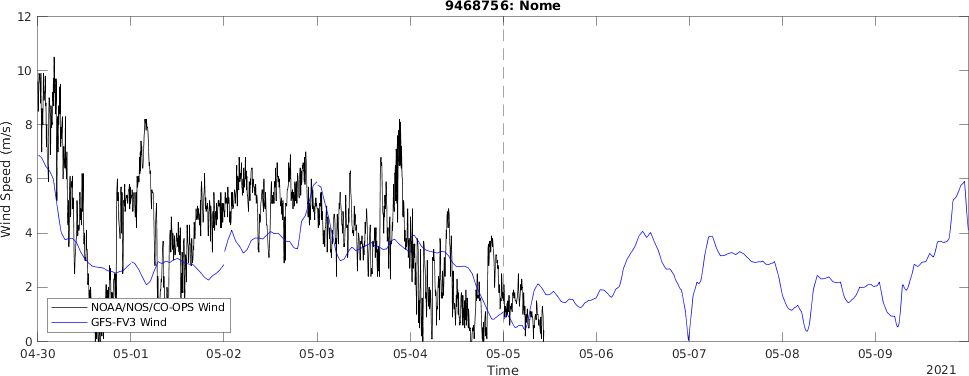 9468756: Nome
12
10
8
6
4
2
0
Wind Speed (m/s)
NOAA/NOS/CO-OPS Wind
GFS-FV3 Wind
04-30 05-01 05-02 05-03 05-04 05-05 05-06 05-07 05-08 05-09
Time
2021